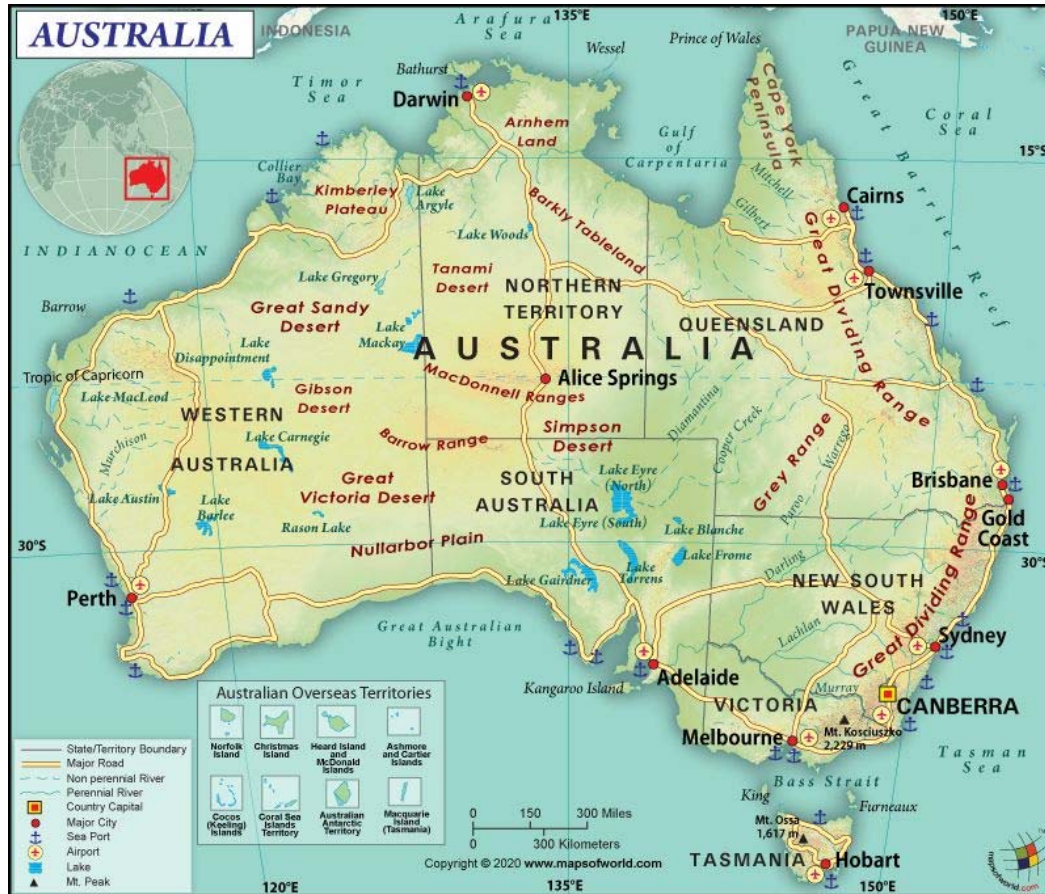 AUSTRALIA
INDONESIA
Arafura
Sea
135°E
150°E
PAPUA NEW
GUINEA
Prince of Wales
Wessel
Timor
Sea
Bathurst
Darwin
Arnhem
Land
Gulf
of
Carpentaria
Cape York
Peninsula
Great Barrier Reef
Coral
Sea
15°S
Collier
Bay
Kimberley
Plateau
Lake
Argyle
Mitchell
Gilbert
Cairns
INDIAN OCEAN
Lake Woods
Barkly Tableland
Great Dividing Range
Townsville
Barrow
Lake Gregory
Tanami
Desert
NORTHERN
TERRITORY
Great Sandy
Desert
Lake
Mackay
QUEENSLAND
AUSTRALIA
Lake
Disappointment
Tropic of Capricorn
Lake MacLeod
Alice Springs
MacDonnell Ranges
Gibson
Desert
WESTERN
AUSTRALIA
Murchison
Lake Carnegie
Barrow Range
Simpson
Desert
Diamantina
Cooper Creek
Grey Range
Warrego
Paroo
Great
Victoria Desert
SOUTH
AUSTRALIA
Lake Eyre
(North)
Lake Eyre (South)
Brisbane
Gold
Coast
Lake Austin
Lake
Barlee
Rason Lake
Lake Blanche
Lake Frome
30°S
Nullarbor Plain
30°S
Lake Gairdner
Lake
Torrens
Darling
NEW SOUTH
WALES
Great Dividing Range
Perth
Lachlan
Sydney
Great Australian
Bight
Kangaroo Island
Adelaide
Murray
VICTORIA
CANBERRA
Melbourne
Mt. Kosciuszko
2,229 m
Tasman
Sea
Bass Strait
King
Furneaux
Mt. Ossa
1,617 m
TASMANIA
Hobart
Australian Overseas Territories
Norfolk
Island
Christmas
Island
Heard Island
and
McDonald
Islands
Ashmore
and Cartier
Islands
Cocos
(Keeling)
Islands
Coral Sea
Islands
Territory
Australian
Antarctic
Territory
Macquarie
Island
(Tasmania)
State/Territory Boundary
Major Road
Non perennial River
Perennial River
Country Capital
Major City
Sea Port
Airport
Lake
Mt. Peak
0 150 300 Miles
0 300 Kilometers
Copyright © 2020 www.mapsofworld.com
120°E
150°E
mapsofworld.com